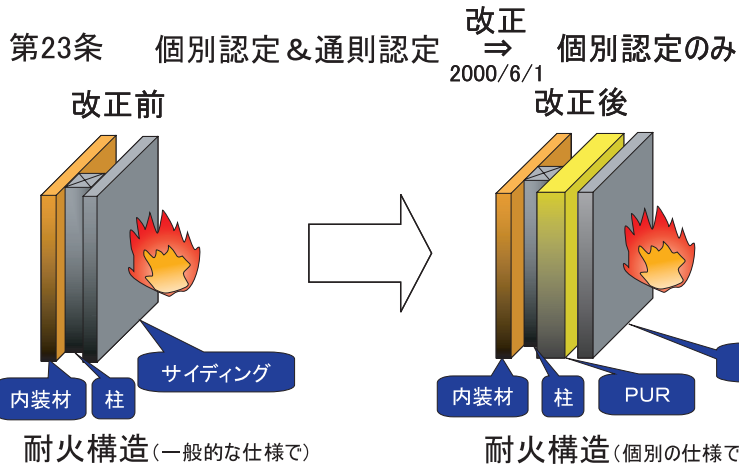 第23条　個別認定＆通則認定　改正　個別認定のみ
⇒
2000/6/1
改正前　改正後
サイディング
内装材　柱
内装材　柱　PUR
耐火構造(一般的な仕様で)
耐火構造(個別の仕様で